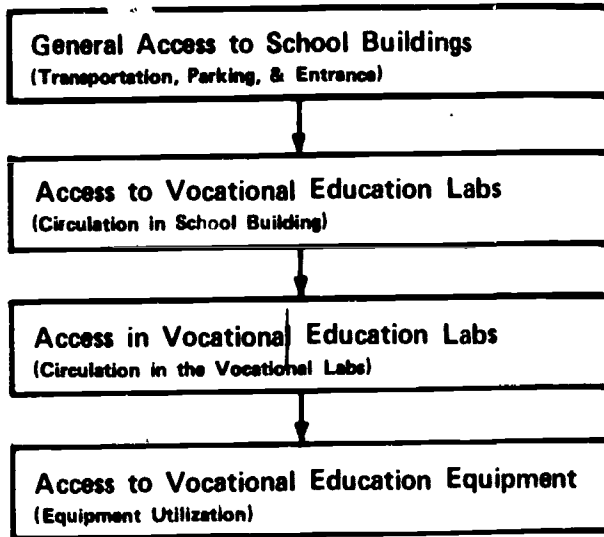 General Access to School Buildings
(Transportation, Parking, & Entrance)
Access to Vocational Education Labs
(Circulation in School Building)
Access in Vocational Education Labs
(Circulation in the Vocational Labs)
Access to Vocational Education Equipment
(Equipment Utilization)